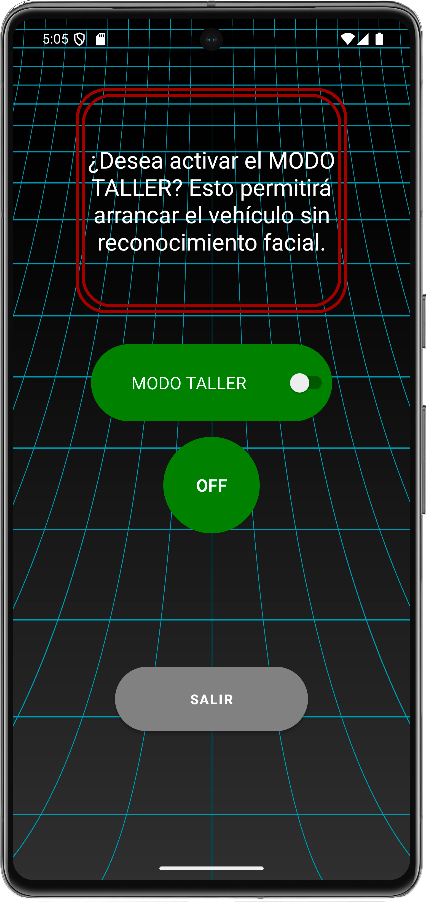 5:05
¿Desea activar el MODO
TALLER? Esto permitirá
arrancar el vehículo sin
reconocimiento facial.
MODO TALLER
OFF
SALIR